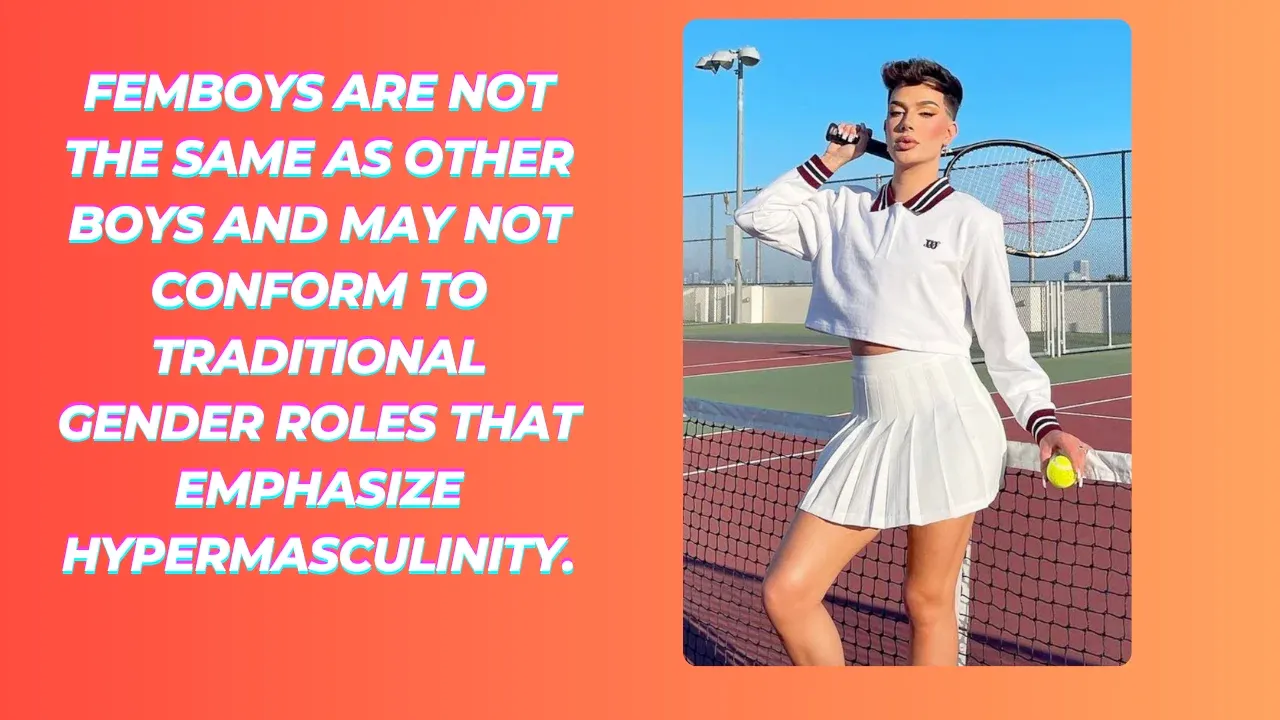 FEMBOYS ARE NOT
THE SAME AS OTHER
BOYS AND MAY NOT
CONFORM TO
TRADITIONAL
GENDER ROLES THAT
EMPHASIZE
HYPERMASCULINITY.